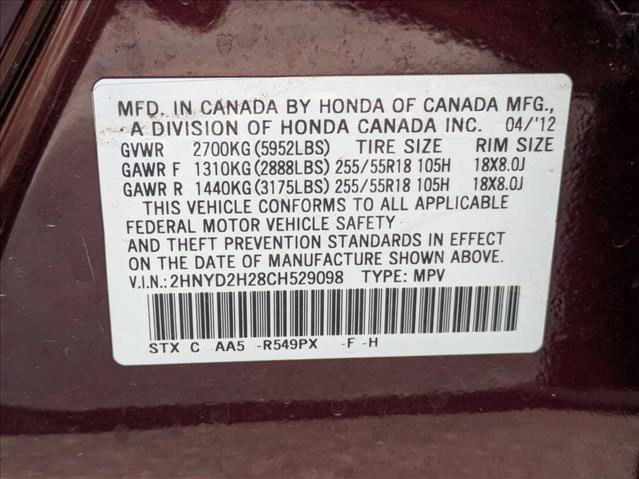 MFD. IN CANADA BY HONDA OF CANADA MFG.,
A DIVISION OF HONDA CANADA INC. 04/'12
GVWR 2700KG(5952LBS) TIRE SIZE RIM SIZE
GAWR F 1310KG(2888LBS) 255/55R18 105H 18X8.0J
GAWR R 1440KG(3175LBS) 255/55R18 105H 18X8.0J
THIS VEHICLE CONFORMS TO ALL APPLICABLE
FEDERAL MOTOR VEHICLE SAFETY
AND THEFT PREVENTION STANDARDS IN EFFECT
ON THE DATE OF MANUFACTURE SHOWN ABOVE.
V.I.N.: 2HNYD2H28CH529098 TYPE: MPV
STX C AA5 -R549PX -F -H